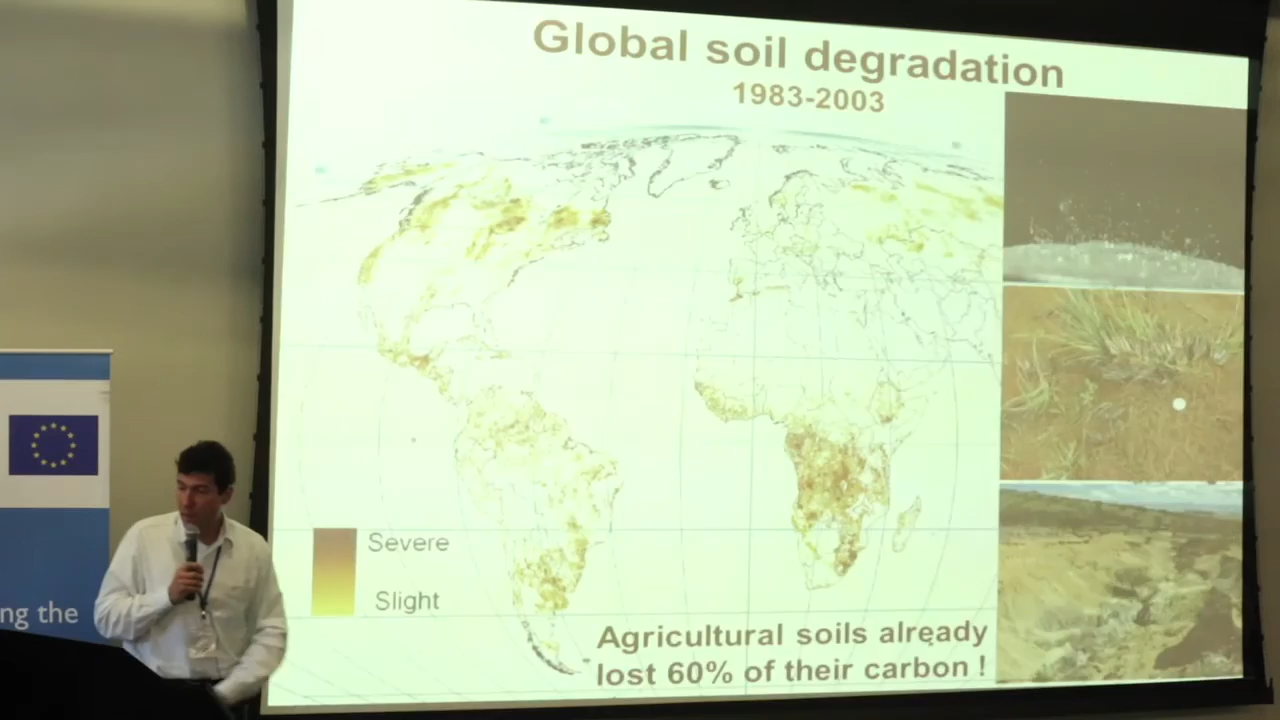 Global soil degradation
1983-2003
Severe
Slight
Agricultural soils already
lost 60% of their carbon !
ng the